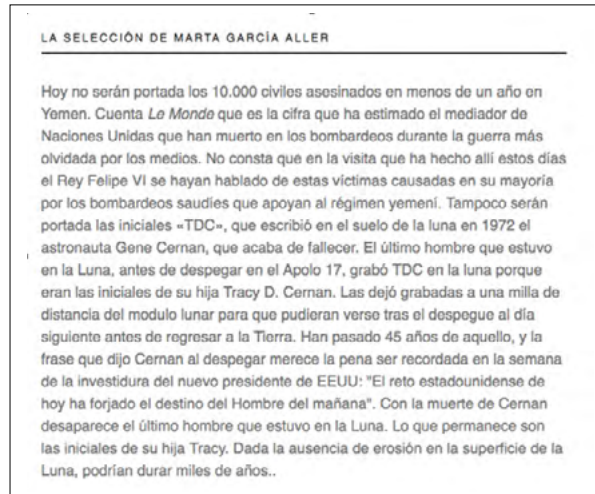 LA SELECCIÓN DE MARTA GARCÍA ALLER
Hoy no serán portada los 10.000 civiles asesinados en menos de un año en
Yemen. Cuenta Le Monde que es la cifra que ha estimado el mediador de
Naciones Unidas que han muerto en los bombardeos durante la guerra más
olvidada por los medios. No consta que en la visita que ha hecho allí estos días
el Rey Felipe VI se hayan hablado de estas víctimas causadas en su mayoría
por los bombardeos saudíes que apoyan al régimen yemení. Tampoco serán
portada las iniciales «TDC», que escribió en el suelo de la luna en 1972 el
astronauta Gene Cernan, que acaba de fallecer. El último hombre que estuvo
en la Luna, antes de despegar en el Apolo 17, grabó TDC en la luna porque
eran las iniciales de su hija Tracy D. Cernan. Las dejó grabadas a una milla de
distancia del modulo lunar para que pudieran verse tras el despegue al día
siguiente antes de regresar a la Tierra. Han pasado 45 años de aquello, y la
frase que dijo Cernan al despegar merece la pena ser recordada en la semana
de la investidura del nuevo presidente de EEUU: "El reto estadounidense de
hoy ha forjado el destino del Hombre del mañana". Con la muerte de Cernan
desaparece el último hombre que estuvo en la Luna. Lo que permanece son
las iniciales de su hija Tracy. Dada la ausencia de erosión en la superficie de la
Luna, podrían durar miles de años..